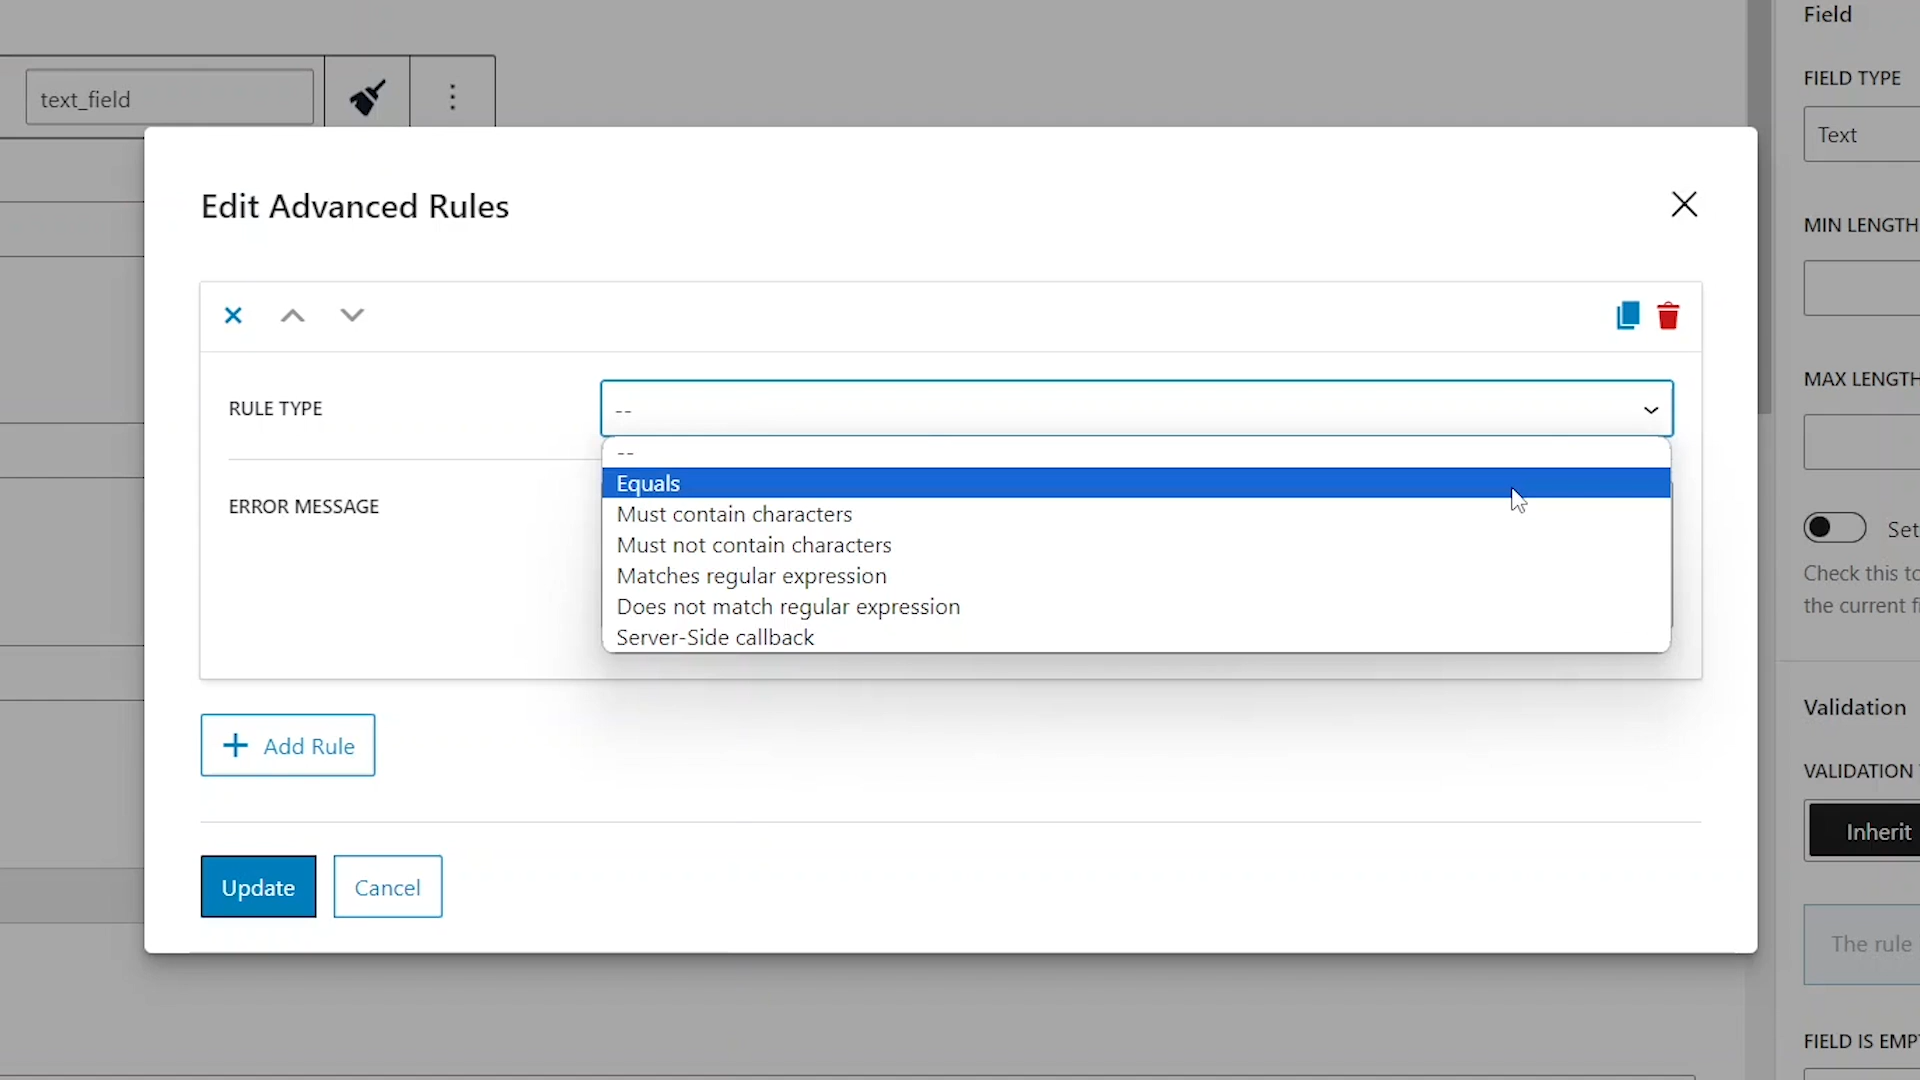 Field
text_field
FIELD TYPE
Text
Edit Advanced Rules
MIN LENGTH
MAX LENGTH
RULE TYPE
--
--
Equals
Must contain characters
Must not contain characters
Matches regular expression
Does not match regular expression
Server-Side callback
ERROR MESSAGE
Set
Check this to
the current
Validation
Add Rule
VALIDATION
Inherit
Update
Cancel
The rule
FIELD IS